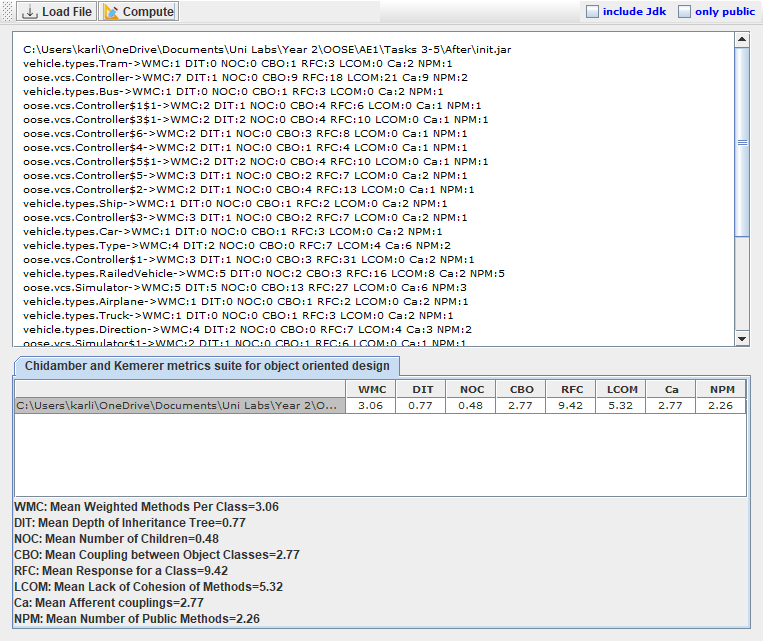 Load File Compute include Jdk only public
C:\Users\karli\OneDrive\Documents\Uni Labs\Year 2\OOSE\AE1\Tasks 3-5\After\init.jar
vehicle.types.Tram->WMC:1 DIT:0 NOC:0 CBO:1 RFC:3 LCOM:0 Ca:2 NPM:1
oose.vcs.Controller->WMC:7 DIT:1 NOC:0 CBO:9 RFC:18 LCOM:21 Ca:9 NPM:2
vehicle.types.Bus->WMC:1 DIT:0 NOC:0 CBO:1 RFC:3 LCOM:0 Ca:2 NPM:1
oose.vcs.Controller$1$1->WMC:2 DIT:1 NOC:0 CBO:4 RFC:6 LCOM:0 Ca:1 NPM:1
oose.vcs.Controller$3$1->WMC:2 DIT:2 NOC:0 CBO:4 RFC:10 LCOM:0 Ca:1 NPM:1
oose.vcs.Controller$6->WMC:2 DIT:1 NOC:0 CBO:3 RFC:8 LCOM:0 Ca:1 NPM:1
oose.vcs.Controller$4->WMC:2 DIT:1 NOC:0 CBO:1 RFC:4 LCOM:0 Ca:1 NPM:1
oose.vcs.Controller$5$1->WMC:2 DIT:2 NOC:0 CBO:4 RFC:10 LCOM:0 Ca:1 NPM:1
oose.vcs.Controller$5->WMC:3 DIT:1 NOC:0 CBO:2 RFC:7 LCOM:0 Ca:2 NPM:1
oose.vcs.Controller$2->WMC:2 DIT:1 NOC:0 CBO:4 RFC:13 LCOM:0 Ca:1 NPM:1
vehicle.types.Ship->WMC:1 DIT:0 NOC:0 CBO:1 RFC:2 LCOM:0 Ca:2 NPM:1
oose.vcs.Controller$3->WMC:3 DIT:1 NOC:0 CBO:2 RFC:7 LCOM:0 Ca:2 NPM:1
vehicle.types.Car->WMC:1 DIT:0 NOC:0 CBO:1 RFC:3 LCOM:0 Ca:2 NPM:1
vehicle.types.Type->WMC:4 DIT:2 NOC:0 CBO:0 RFC:7 LCOM:4 Ca:6 NPM:2
oose.vcs.Controller$1->WMC:3 DIT:1 NOC:0 CBO:3 RFC:31 LCOM:0 Ca:2 NPM:1
vehicle.types.RailedVehicle->WMC:5 DIT:0 NOC:2 CBO:3 RFC:16 LCOM:8 Ca:2 NPM:5
oose.vcs.Simulator->WMC:5 DIT:5 NOC:0 CBO:13 RFC:27 LCOM:0 Ca:6 NPM:3
vehicle.types.Airplane->WMC:1 DIT:0 NOC:0 CBO:1 RFC:2 LCOM:0 Ca:2 NPM:1
vehicle.types.Truck->WMC:1 DIT:0 NOC:0 CBO:1 RFC:3 LCOM:0 Ca:2 NPM:1
vehicle.types.Direction->WMC:4 DIT:2 NOC:0 CBO:0 RFC:7 LCOM:4 Ca:3 NPM:2
oose.vcs.Simulator$1->WMC:2 DIT:1 NOC:0 CBO:1 RFC:6 LCOM:0 Ca:1 NPM:1
Chidamber and Kemerer metrics suite for object oriented design
WMC DIT NOC CBO RFC LCOM Ca NPM
C:\Users\karli\OneDrive\Documents\Uni Labs\Year 2\O... 3.06 0.77 0.48 2.77 9.42 5.32 2.77 2.26
WMC: Mean Weighted Methods Per Class=3.06
DIT: Mean Depth of Inheritance Tree=0.77
NOC: Mean Number of Children=0.48
CBO: Mean Coupling between Object Classes=2.77
RFC: Mean Response for a Class=9.42
LCOM: Mean Lack of Cohesion of Methods=5.32
Ca: Mean Afferent couplings=2.77
NPM: Mean Number of Public Methods=2.26